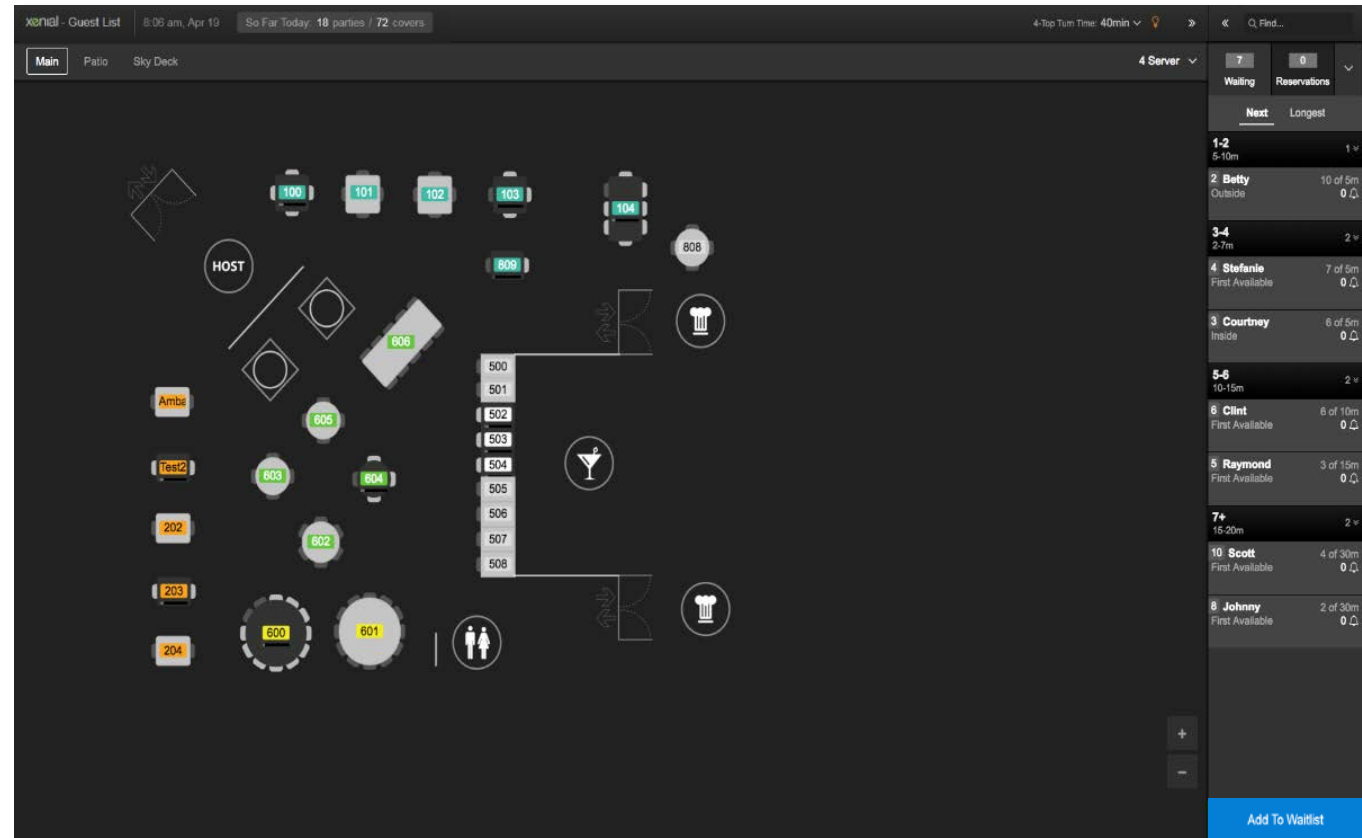 xenial - Guest List 8:06 am, Apr 19 So Far Today: 18 parties / 72 covers 4-Top Turn Time: 40min » « Find...
Main Patio Sky Deck 4 Server
7 Waiting
0 Reservations
Next Longest
100 101 102 103 104
808
809
HOST
606
500
501
502
503
504
505
506
507
508
Amba
605
Test2 603 604
202 602
203
204 600 601
1-2 1
5-10m
2 Betty 10 of 5m
Outside 0
3-4 2
2-7m
4 Stefanie 7 of 5m
First Available 0
3 Courtney 6 of 5m
Inside 0
5-6 2
10-15m
6 Clint 6 of 10m
First Available 0
5 Raymond 3 of 15m
First Available 0
7+ 2
15-20m
10 Scott 4 of 30m
First Available 0
8 Johnny 2 of 30m
First Available 0
+
−
Add To Waitlist